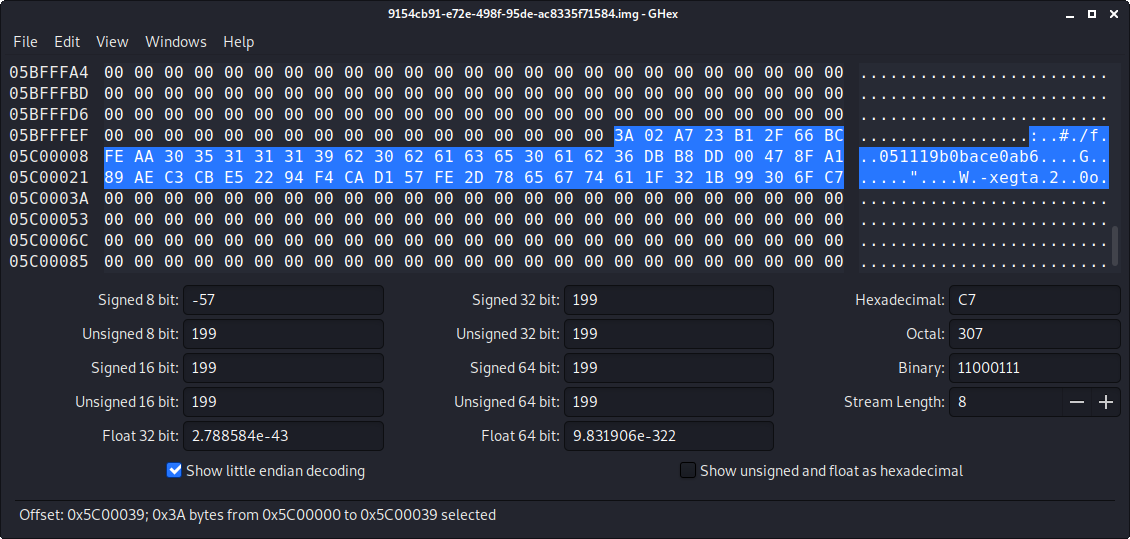 9154cb91-e72e-498f-95de-ac8335f71584.img - GHex
File Edit View Windows Help
05BFFFA4 00 00 00 00 00 00 00 00 00 00 00 00 00 00 00 00 00 00 00 00 00 00 00 00 00 .........................
05BFFFBD 00 00 00 00 00 00 00 00 00 00 00 00 00 00 00 00 00 00 00 00 00 00 00 00 00 .........................
05BFFFD6 00 00 00 00 00 00 00 00 00 00 00 00 00 00 00 00 00 00 00 00 00 00 00 00 00 .........................
05BFFFEF 00 00 00 00 00 00 00 00 00 00 00 00 00 00 00 00 00 3A 02 A7 23 B1 2F 66 BC .................:..#./f.
05C00008 FE AA 30 35 31 31 31 39 62 30 62 61 63 65 30 61 62 36 DB B8 DD 00 47 8F A1 ..051119b0bace0ab6....G..
05C00021 89 AE C3 CB E5 22 94 F4 CA D1 57 FE 2D 78 65 67 74 61 1F 32 1B 99 30 6F C7 ....."....W.-xegta.2..0o.
05C0003A 00 00 00 00 00 00 00 00 00 00 00 00 00 00 00 00 00 00 00 00 00 00 00 00 00 .........................
05C00053 00 00 00 00 00 00 00 00 00 00 00 00 00 00 00 00 00 00 00 00 00 00 00 00 00 .........................
05C0006C 00 00 00 00 00 00 00 00 00 00 00 00 00 00 00 00 00 00 00 00 00 00 00 00 00 .........................
05C00085 00 00 00 00 00 00 00 00 00 00 00 00 00 00 00 00 00 00 00 00 00 00 00 00 00 .........................
Signed 8 bit: -57 Signed 32 bit: 199 Hexadecimal: C7
Unsigned 8 bit: 199 Unsigned 32 bit: 199 Octal: 307
Signed 16 bit: 199 Signed 64 bit: 199 Binary: 11000111
Unsigned 16 bit: 199 Unsigned 64 bit: 199 Stream Length: 8
Float 32 bit: 2.788584e-43 Float 64 bit: 9.831906e-322
Show little endian decoding Show unsigned and float as hexadecimal
Offset: 0x5C00039; 0x3A bytes from 0x5C00000 to 0x5C00039 selected